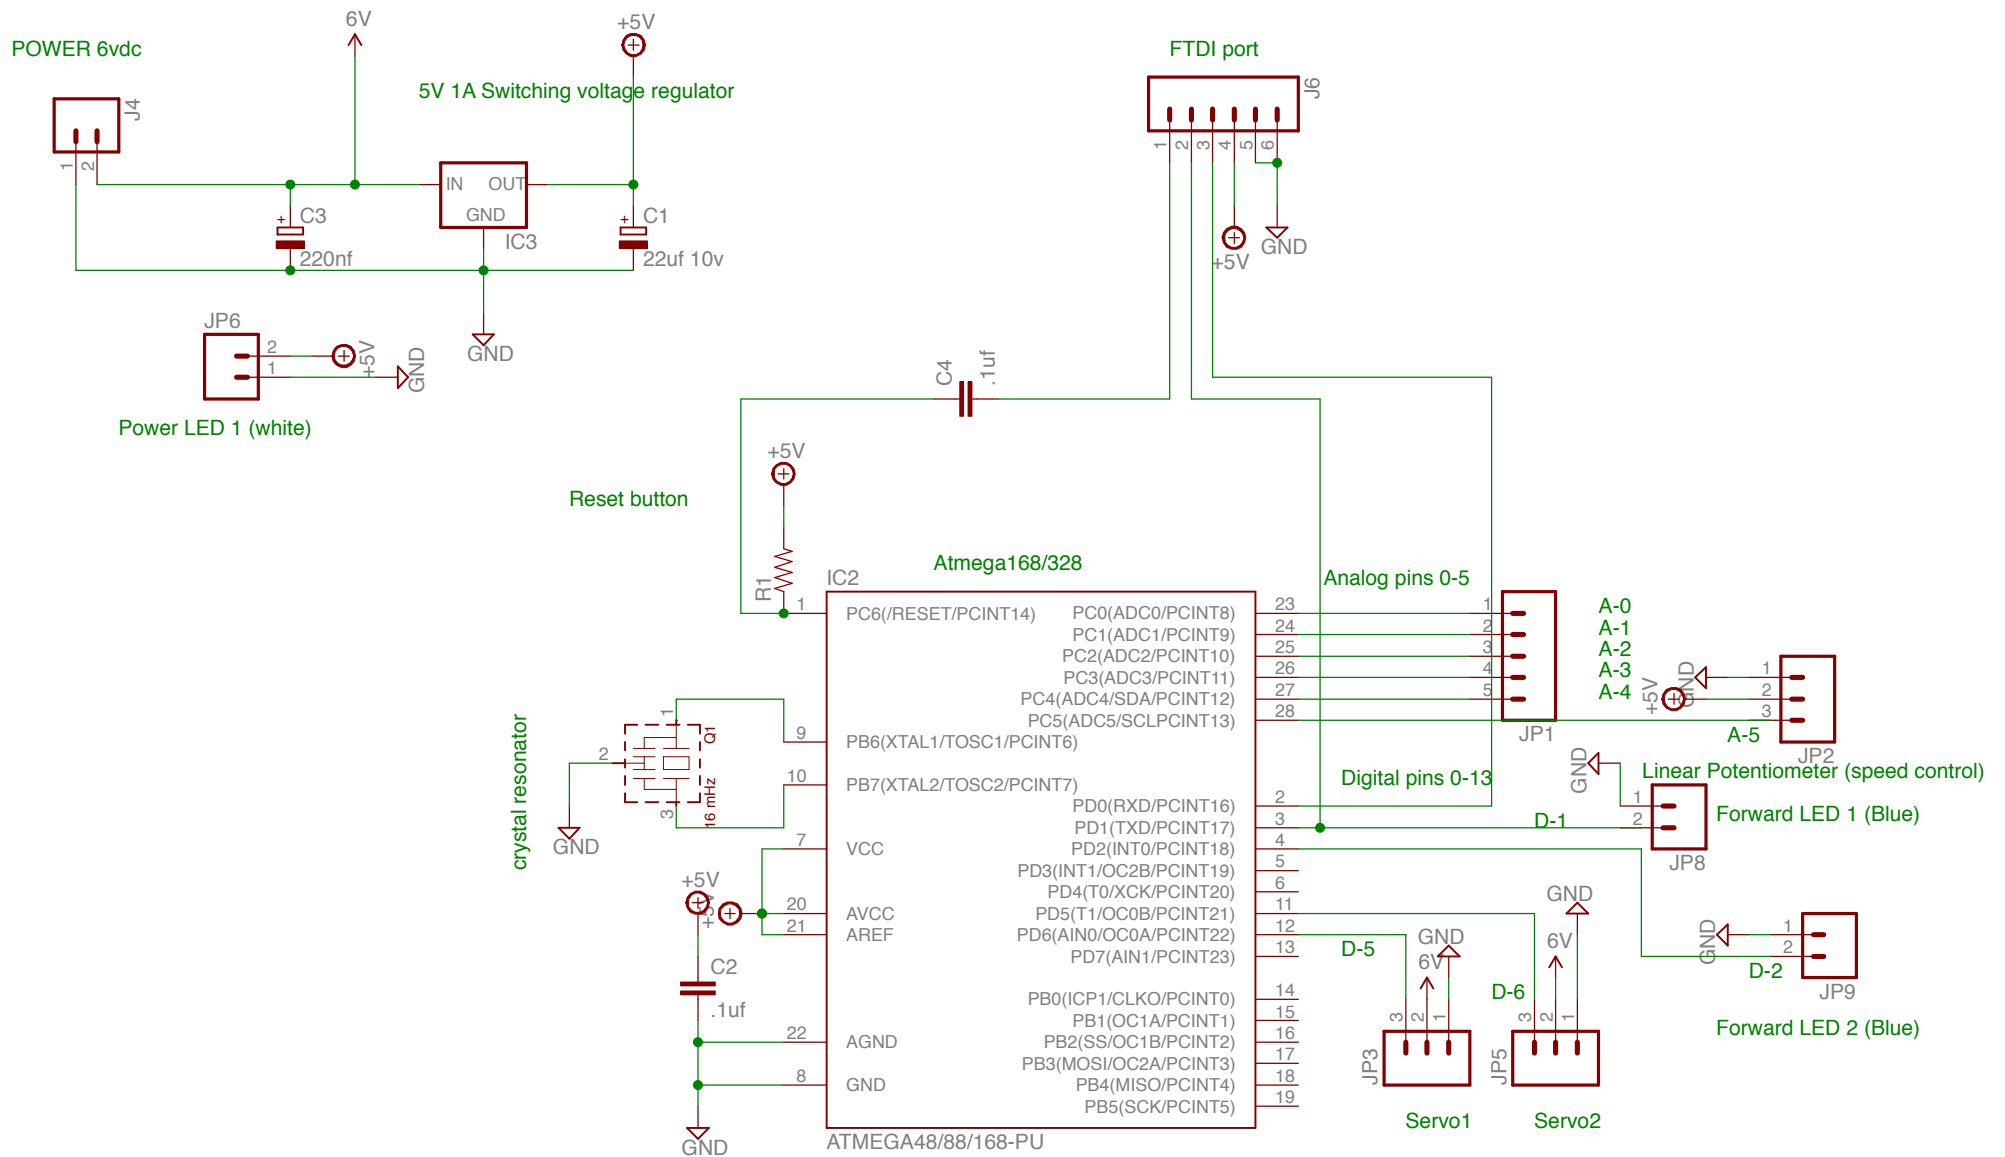 POWER 6vdc
6V
+5V
5V 1A Switching voltage regulator
J4
1
2
IN
OUT
GND
IC3
+
C3
220nf
+
C1
22uf 10v
GND
JP6
2
1
+5V
GND
Power LED 1 (white)
FTDI port
J6
1
2
3
4
5
6
+5V
GND
C4
.1uf
+5V
Reset button
R1
Atmega168/328
IC2
1
PC6(/RESET/PCINT14)
9
PB6(XTAL1/TOSC1/PCINT6)
10
PB7(XTAL2/TOSC2/PCINT7)
7
VCC
20
AVCC
21
AREF
22
AGND
8
GND
PC0(ADC0/PCINT8)
23
PC1(ADC1/PCINT9)
24
PC2(ADC2/PCINT10)
25
PC3(ADC3/PCINT11)
26
PC4(ADC4/SDA/PCINT12)
27
PC5(ADC5/SCLPCINT13)
28
PD0(RXD/PCINT16)
2
PD1(TXD/PCINT17)
3
PD2(INT0/PCINT18)
4
PD3(INT1/OC2B/PCINT19)
5
PD4(T0/XCK/PCINT20)
6
PD5(T1/OC0B/PCINT21)
11
PD6(AIN0/OC0A/PCINT22)
12
PD7(AIN1/PCINT23)
13
PB0(ICP1/CLKO/PCINT0)
14
PB1(OC1A/PCINT1)
15
PB2(SS/OC1B/PCINT2)
16
PB3(MOSI/OC2A/PCINT3)
17
PB4(MISO/PCINT4)
18
PB5(SCK/PCINT5)
19
ATMEGA48/88/168-PU
crystal resonator
1
2
3
Q1
16 mHz
GND
+5V
+5V
C2
.1uf
GND
Analog pins 0-5
1
2
3
4
5
JP1
A-0
A-1
A-2
A-3
A-4
+5V
GND
1
2
3
A-5
JP2
Linear Potentiometer (speed control)
Digital pins 0-13
GND
1
2
D-1
JP8
Forward LED 1 (Blue)
GND
1
2
D-2
JP9
Forward LED 2 (Blue)
D-5
GND
6V
3
2
1
JP3
Servo1
GND
6V
D-6
3
2
1
JP5
Servo2